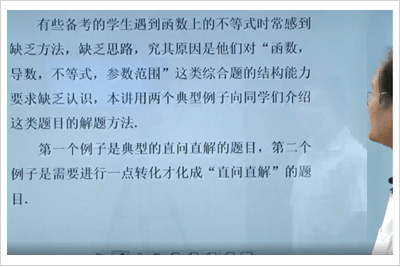 有些备考的学生遇到函数上的不等式时常感到
缺乏方法，缺乏思路，究其原因是他们对“函数，
导数，不等式，参数范围”这类综合题的结构能力
要求缺乏认识，本讲用两个典型例子向同学们介绍
这类题目的解题方法.
第一个例子是典型的直问直解的题目，第二个
例子是需要进行一点转化才化成“直问直解”的题
目.